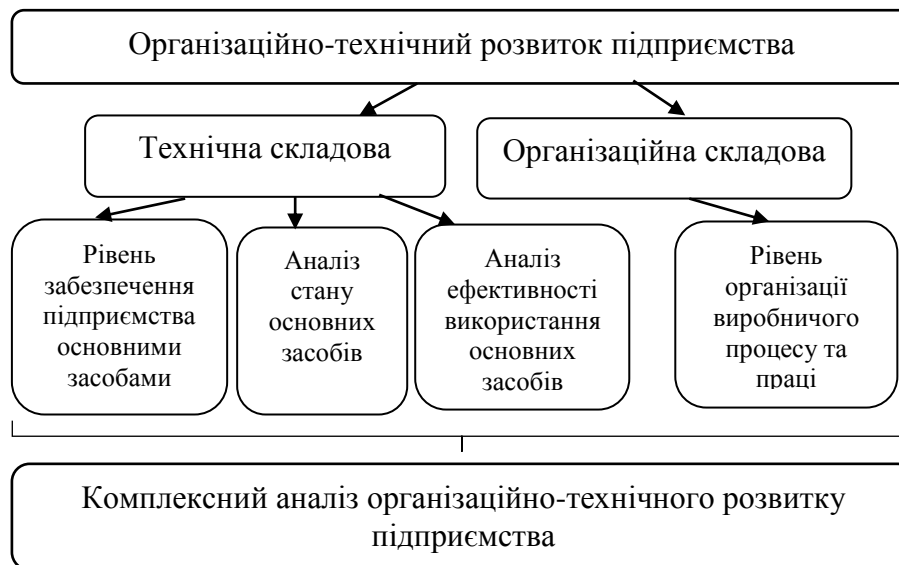 Організаційно-технічний розвиток підприємства
Технічна складова
Організаційна складова
Рівень
забезпечення
підприємства
основними
засобами
Аналіз
стану
основних
засобів
Аналіз
ефективності
використання
основних
засобів
Рівень
організації
виробничого
процесу та
праці
Комплексний аналіз організаційно-технічного розвитку
підприємства